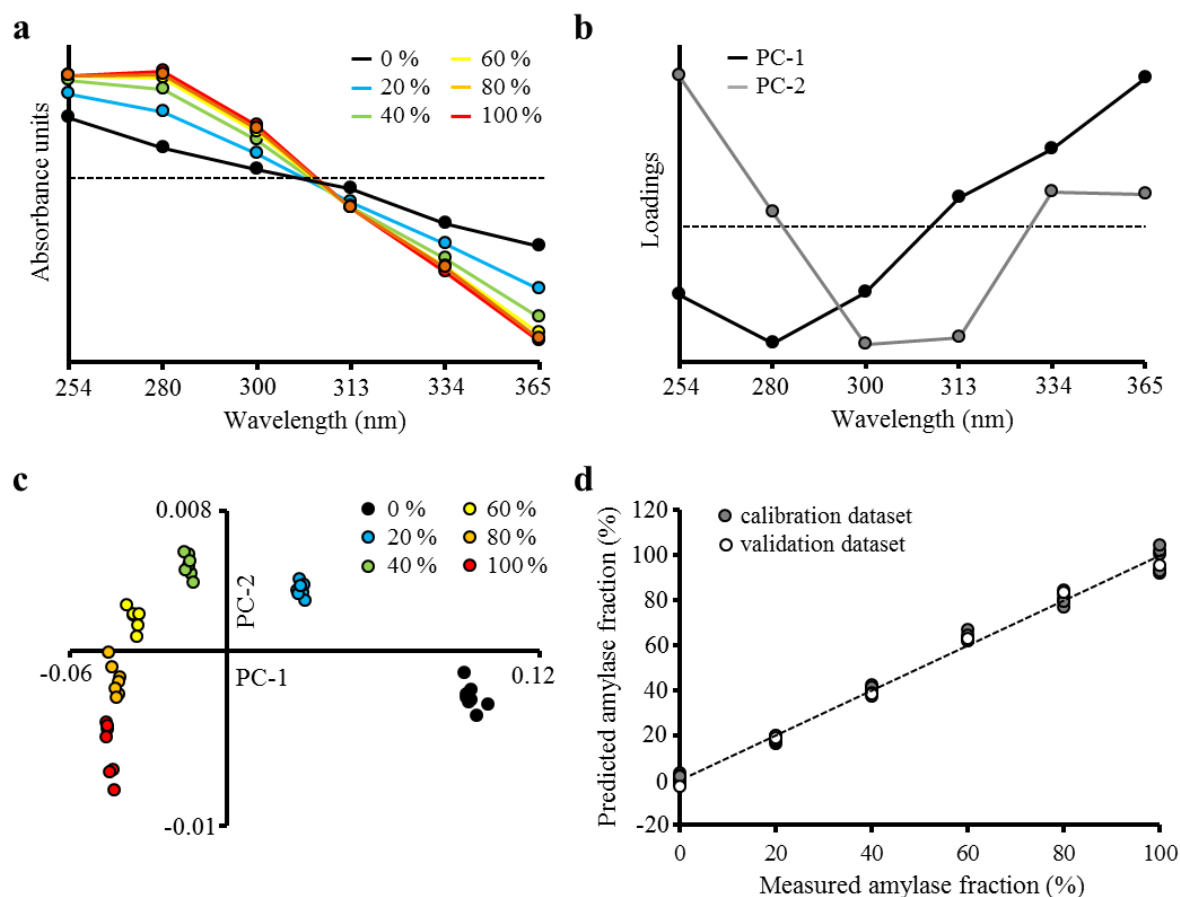 a
0 %
20 %
40 %
60 %
80 %
100 %
Absorbance units
254 280 300 313 334 365
Wavelength (nm)
b
PC-1
PC-2
Loadings
254 280 300 313 334 365
Wavelength (nm)
c
0 %
20 %
40 %
60 %
80 %
100 %
0.008
PC-2
-0.06
PC-1
0.12
-0.01
d
calibration dataset
validation dataset
Predicted amylase fraction (%)
120
100
80
60
40
20
0
-20
0 20 40 60 80 100
Measured amylase fraction (%)